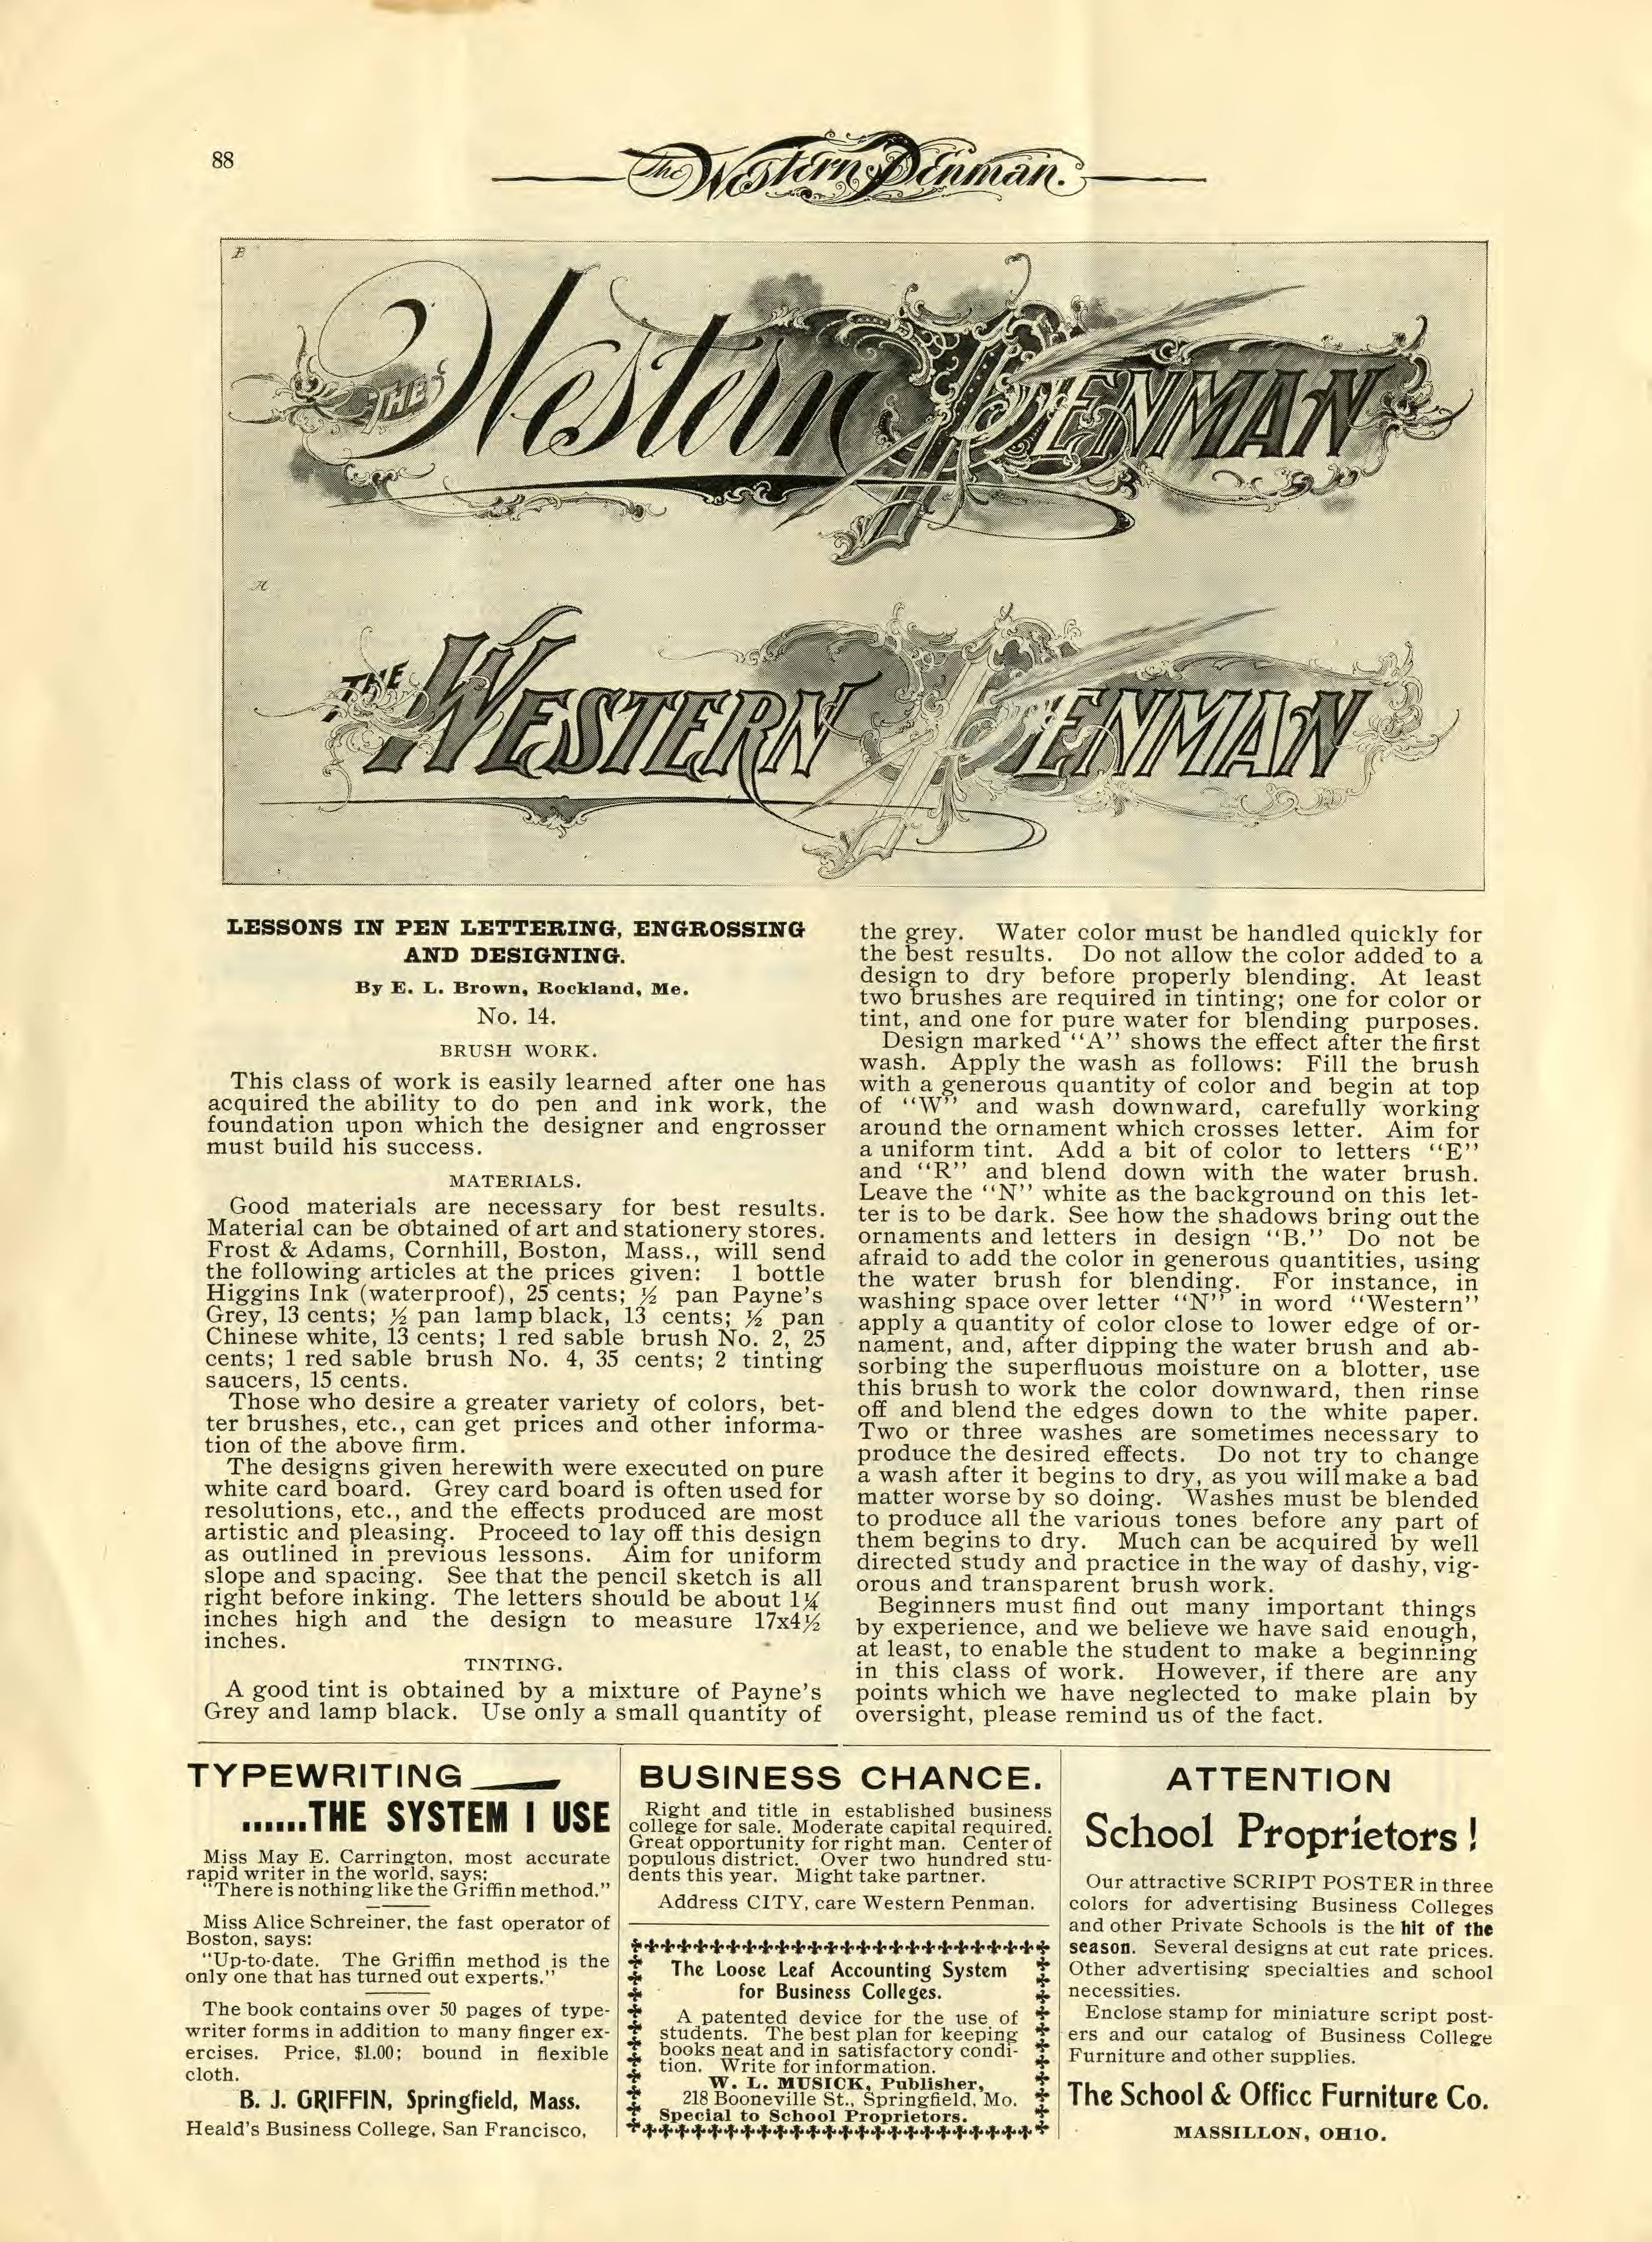 88
The Western Penman.
B
THE Western PENMAN
A
THE WESTERN PENMAN
LESSONS IN PEN LETTERING, ENGROSSING
AND DESIGNING.
By E. L. Brown, Rockland, Me.
No. 14.
BRUSH WORK.
This class of work is easily learned after one has
acquired the ability to do pen and ink work, the
foundation upon which the designer and engrosser
must build his success.
MATERIALS.
Good materials are necessary for best results.
Material can be obtained of art and stationery stores.
Frost & Adams, Cornhill, Boston, Mass., will send
the following articles at the prices given: 1 bottle
Higgins Ink (waterproof), 25 cents; ½ pan Payne's
Grey, 13 cents; ½ pan lamp black, 13 cents; ½ pan
Chinese white, 13 cents; 1 red sable brush No. 2, 25
cents; 1 red sable brush No. 4, 35 cents; 2 tinting
saucers, 15 cents.
Those who desire a greater variety of colors, bet-
ter brushes, etc., can get prices and other informa-
tion of the above firm.
The designs given herewith were executed on pure
white card board. Grey card board is often used for
resolutions, etc., and the effects produced are most
artistic and pleasing. Proceed to lay off this design
as outlined in previous lessons. Aim for uniform
slope and spacing. See that the pencil sketch is all
right before inking. The letters should be about 1¼
inches high and the design to measure 17x4½
inches.
TINTING.
A good tint is obtained by a mixture of Payne's
Grey and lamp black. Use only a small quantity of
the grey. Water color must be handled quickly for
the best results. Do not allow the color added to a
design to dry before properly blending. At least
two brushes are required in tinting; one for color or
tint, and one for pure water for blending purposes.
Design marked "A" shows the effect after the first
wash. Apply the wash as follows: Fill the brush
with a generous quantity of color and begin at top
of "W" and wash downward, carefully working
around the ornament which crosses letter. Aim for
a uniform tint. Add a bit of color to letters "E"
and "R" and blend down with the water brush.
Leave the "N" white as the background on this let-
ter is to be dark. See how the shadows bring out the
ornaments and letters in design "B." Do not be
afraid to add the color in generous quantities, using
the water brush for blending. For instance, in
washing space over letter "N" in word "Western"
apply a quantity of color close to lower edge of or-
nament, and, after dipping the water brush and ab-
sorbing the superfluous moisture on a blotter, use
this brush to work the color downward, then rinse
off and blend the edges down to the white paper.
Two or three washes are sometimes necessary to
produce the desired effects. Do not try to change
a wash after it begins to dry, as you will make a bad
matter worse by so doing. Washes must be blended
to produce all the various tones before any part of
them begins to dry. Much can be acquired by well
directed study and practice in the way of dashy, vig-
orous and transparent brush work.
Beginners must find out many important things
by experience, and we believe we have said enough,
at least, to enable the student to make a beginning
in this class of work. However, if there are any
points which we have neglected to make plain by
oversight, please remind us of the fact.
TYPEWRITING
......THE SYSTEM I USE
Miss May E. Carrington, most accurate
rapid writer in the world, says:
"There is nothing like the Griffin method."
Miss Alice Schreiner, the fast operator of
Boston, says:
"Up-to-date. The Griffin method is the
only one that has turned out experts."
The book contains over 50 pages of type-
writer forms in addition to many finger ex-
ercises. Price, $1.00; bound in flexible
cloth.
B. J. GRIFFIN, Springfield, Mass.
Heald's Business College, San Francisco,
BUSINESS CHANCE.
Right and title in established business
college for sale. Moderate capital required.
Great opportunity for right man. Center of
populous district. Over two hundred stu-
dents this year. Might take partner.
Address CITY, care Western Penman.
The Loose Leaf Accounting System
for Business Colleges.
A patented device for the use of
students. The best plan for keeping
books neat and in satisfactory condi-
tion. Write for information.
W. L. MUSICK, Publisher,
218 Booneville St., Springfield, Mo.
Special to School Proprietors.
ATTENTION
School Proprietors!
Our attractive SCRIPT POSTER in three
colors for advertising Business Colleges
and other Private Schools is the hit of the
season. Several designs at cut rate prices.
Other advertising specialties and school
necessities.
Enclose stamp for miniature script post-
ers and our catalog of Business College
Furniture and other supplies.
The School & Officc Furniture Co.
MASSILLON, OH1O.